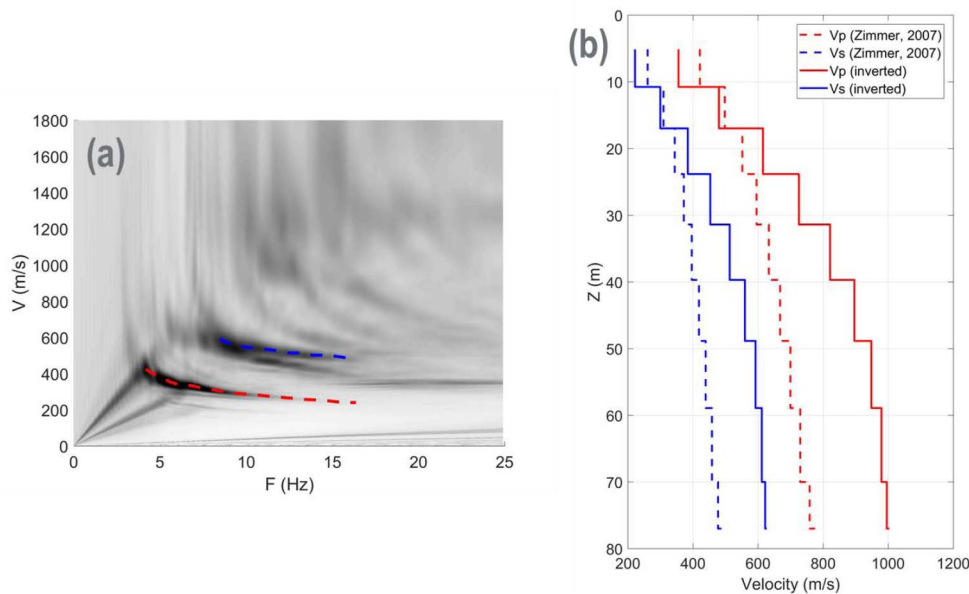 (a)
1800
1600
1400
1200
1000
800
600
400
200
0
V (m/s)
0 5 10 15 20 25
F (Hz)
(b)
Vp (Zimmer, 2007)
Vs (Zimmer, 2007)
Vp (inverted)
Vs (inverted)
0
10
20
30
40
50
60
70
80
Z (m)
200 400 600 800 1000 1200
Velocity (m/s)